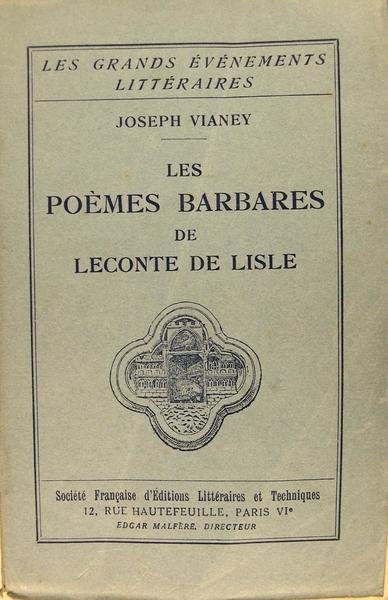 LES GRANDS ÉVÉNEMENTS
LITTÉRAIRES
JOSEPH VIANEY
LES
POÈMES BARBARES
DE
LECONTE DE LISLE
Société Française d'Éditions Littéraires et Techniques
12, RUE HAUTEFEUILLE, PARIS VIe
EDGAR MALFÈRE, DIRECTEUR